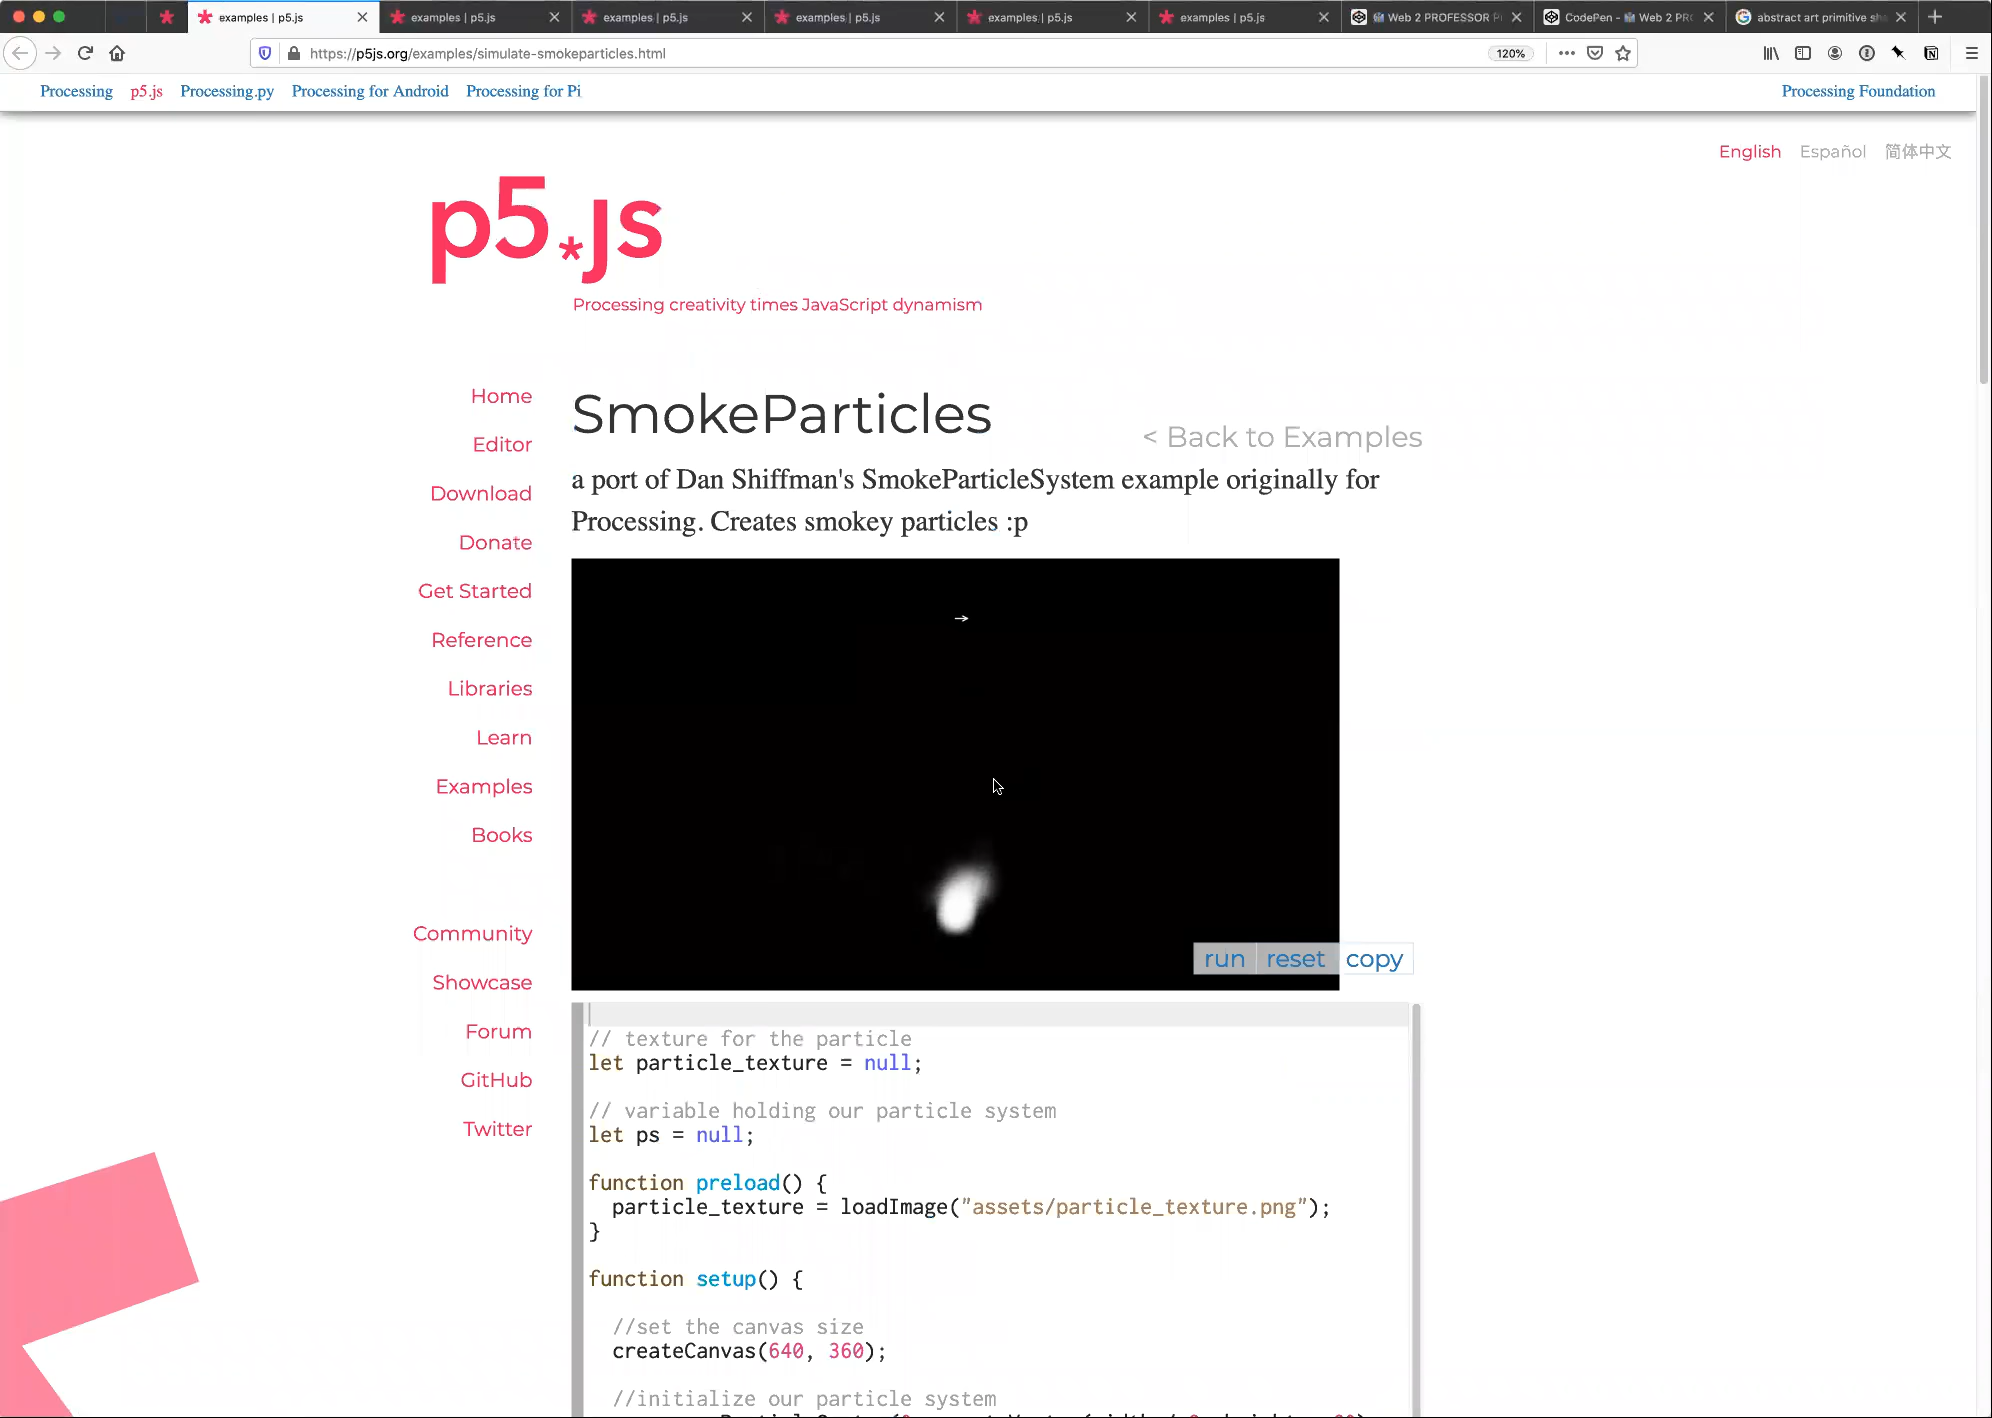 examples | p5.js
examples | p5.js
examples | p5.js
examples | p5.js
examples | p5.js
examples | p5.js
Web 2 PROFESSOR
CodePen - Web 2
abstract art primitive
https://p5js.org/examples/simulate-smokeparticles.html
120%
Processing p5.js Processing.py Processing for Android Processing for Pi
Processing Foundation
English Español 简体中文
p5.js
Processing creativity times JavaScript dynamism
Home
Editor
Download
Donate
Get Started
Reference
Libraries
Learn
Examples
Books
Community
Showcase
Forum
GitHub
Twitter
SmokeParticles
< Back to Examples
a port of Dan Shiffman's SmokeParticleSystem example originally for
Processing. Creates smokey particles :p
run reset copy
// texture for the particle
let particle_texture = null;
// variable holding our particle system
let ps = null;
function preload() {
particle_texture = loadImage("assets/particle_texture.png");
}
function setup() {
//set the canvas size
createCanvas(640, 360);
//initialize our particle system